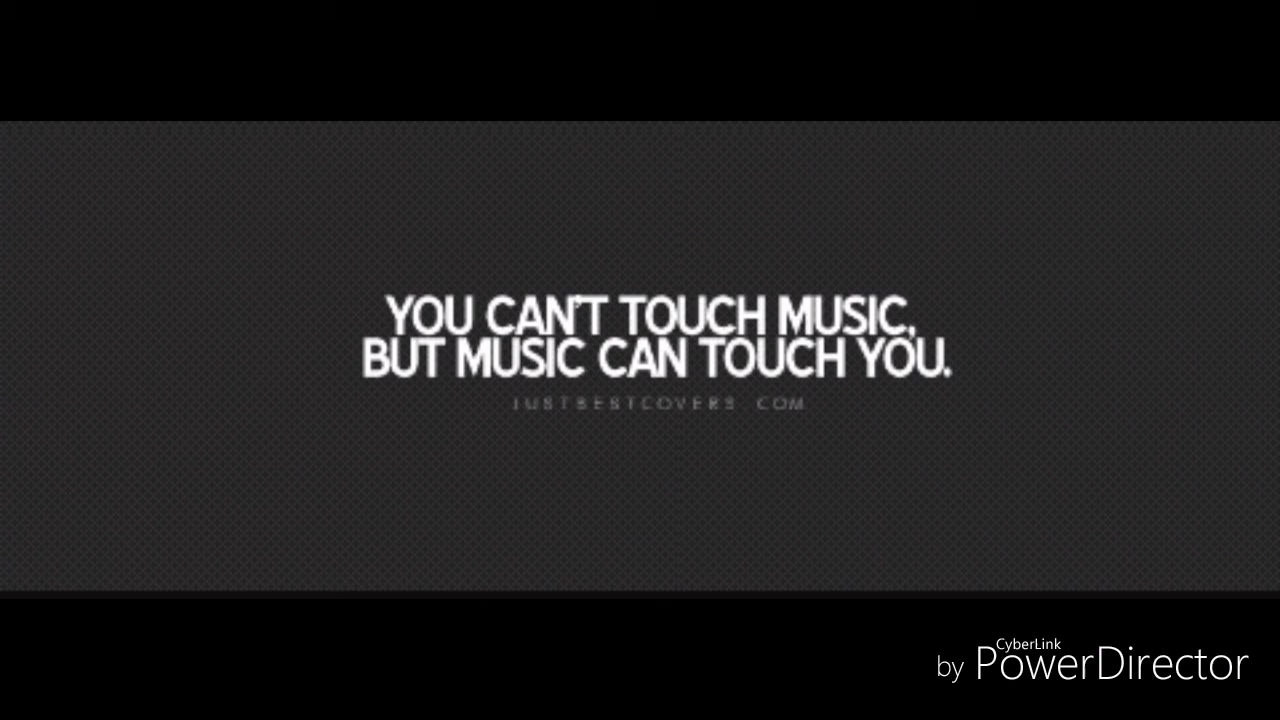 YOU CAN'T TOUCH MUSIC,
BUT MUSIC CAN TOUCH YOU.
JUSTBESTCOVERS.COM
CyberLink
by PowerDirector